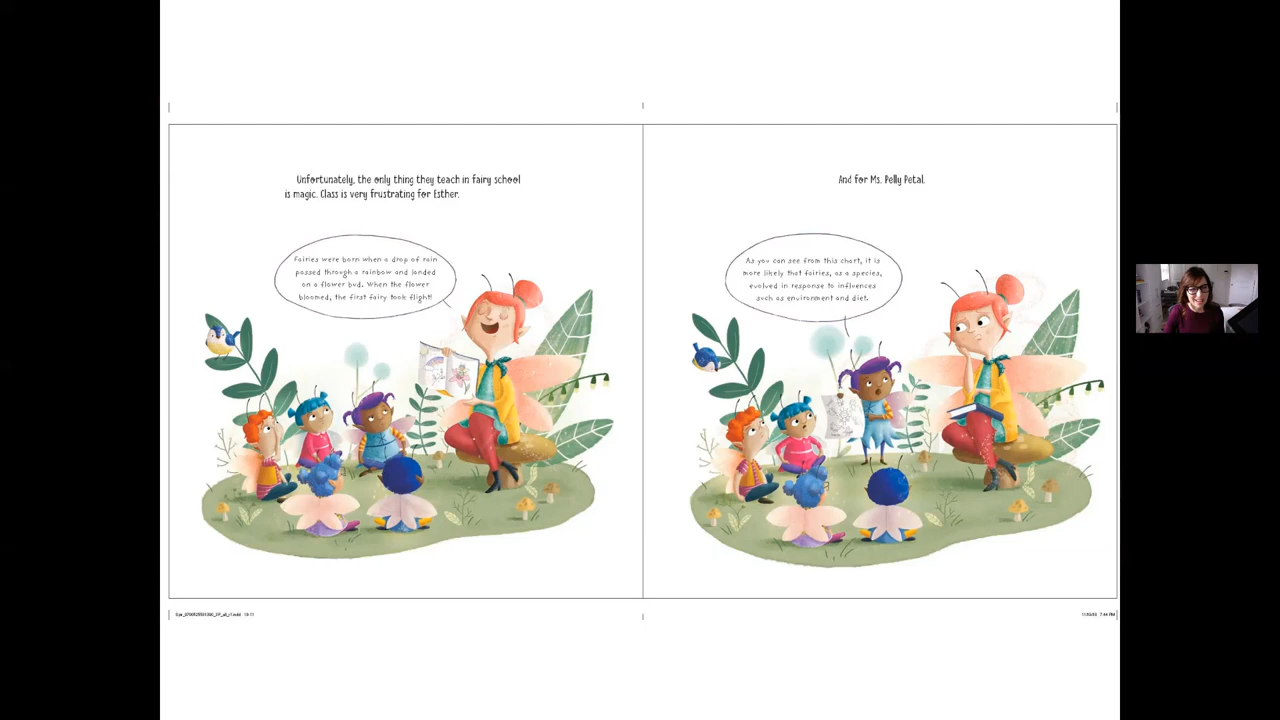 Unfortunately, the only thing they teach in fairy school
is magic. Class is very frustrating for Esther.
Fairies were born when a drop of rain
passed through a rainbow and landed
on a flower bud. When the flower
bloomed, the first fairy took flight!
And for Ms. Pelly Petal.
As you can see from this chart, it is
more likely that fairies, as a species,
evolved in response to influences
such as environment and diet.